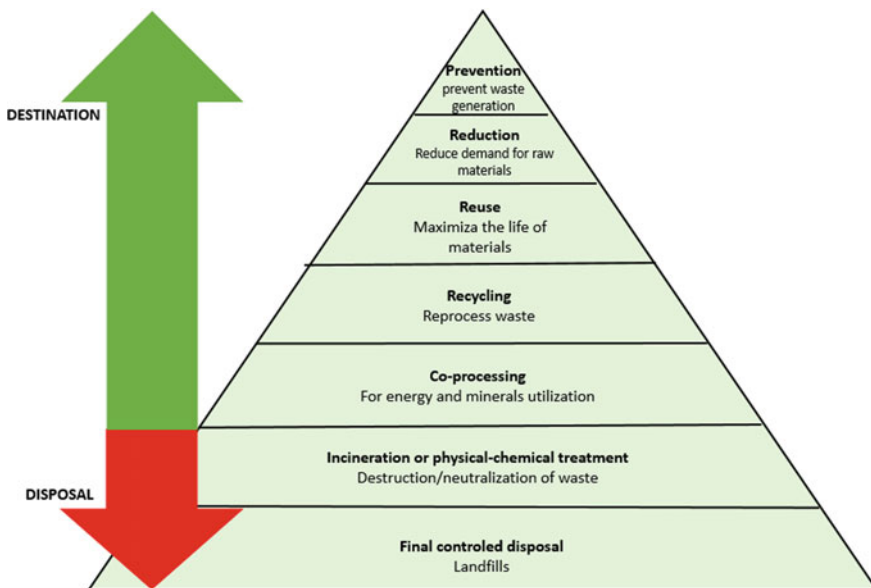 Prevention
prevent waste
generation
DESTINATION
Reduction
Reduce demand for raw
materials
Reuse
Maximiza the life of
materials
Recycling
Reprocess waste
Co-processing
For energy and minerals utilization
Incineration or physical-chemical treatment
Destruction/neutralization of waste
DISPOSAL
Final controled disposal
Landfills